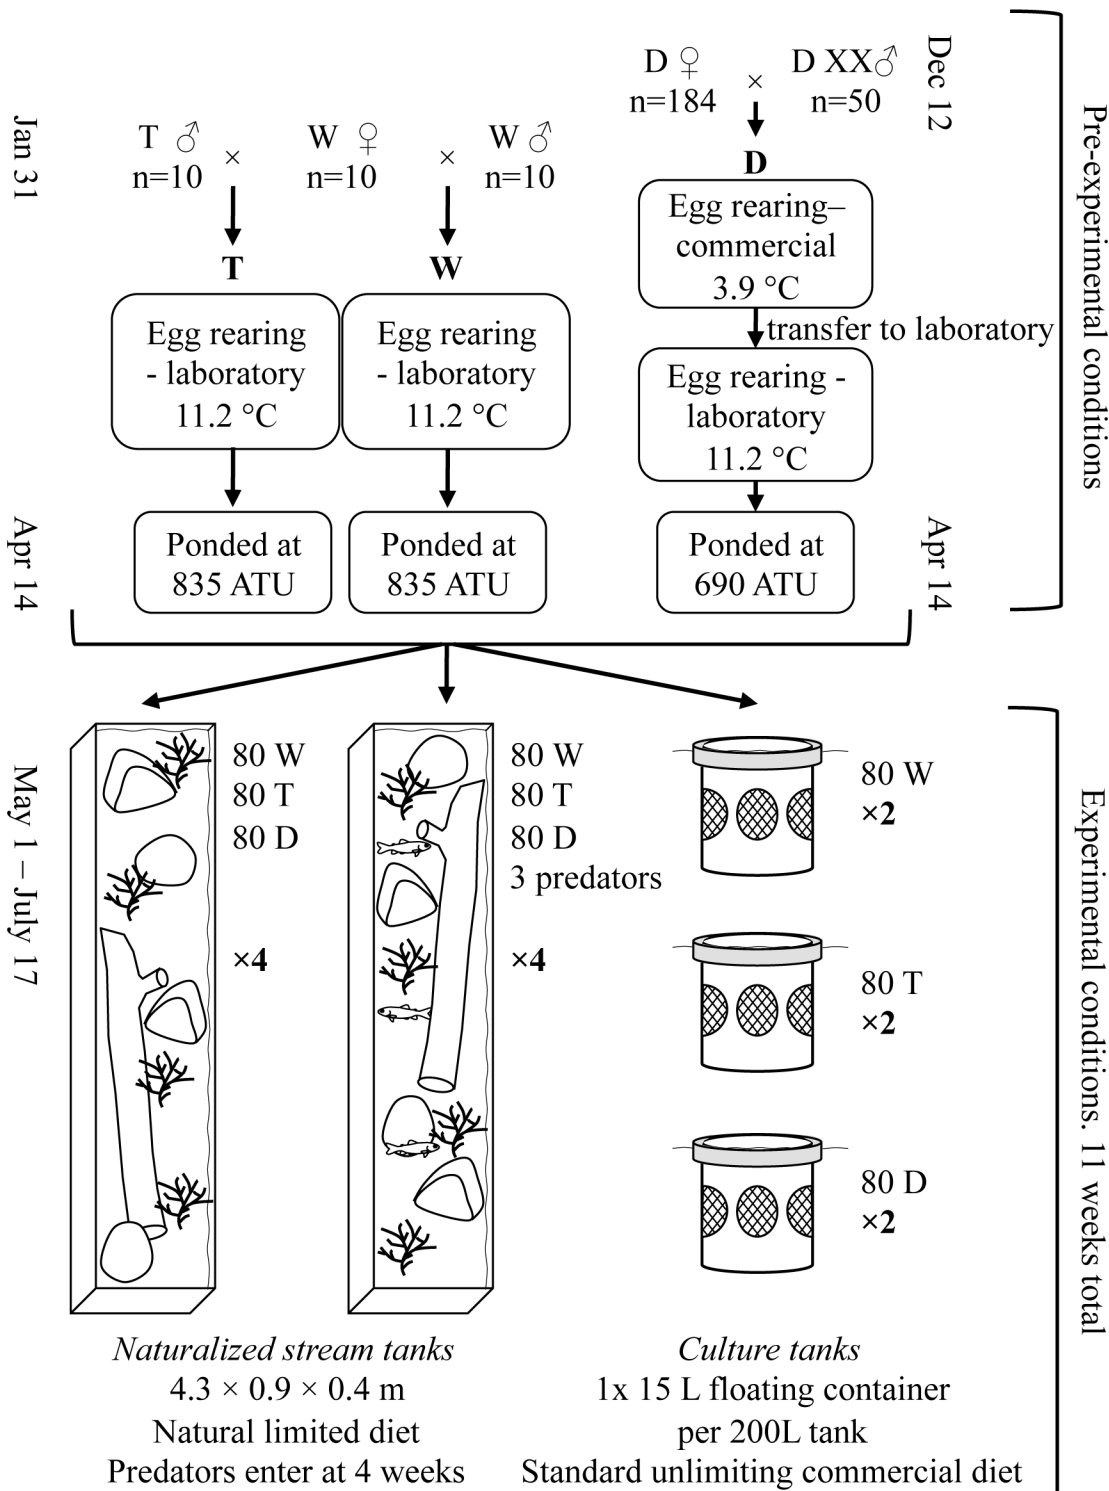 Dec 12
D ♀
n=184
×
D XX♂
n=50
D
Egg rearing–
commercial
3.9 °C
transfer to laboratory
Egg rearing -
laboratory
11.2 °C
Ponded at
690 ATU
Apr 14
Pre-experimental conditions
Jan 31
T ♂
n=10
×
W ♀
n=10
×
W ♂
n=10
T
W
Egg rearing
- laboratory
11.2 °C
Egg rearing
- laboratory
11.2 °C
Apr 14
Ponded at
835 ATU
Ponded at
835 ATU
May 1 – July 17
80 W
80 T
80 D
×4
80 W
80 T
80 D
3 predators
×4
80 W
×2
80 T
×2
80 D
×2
Experimental conditions. 11 weeks total
Naturalized stream tanks
4.3 × 0.9 × 0.4 m
Natural limited diet
Predators enter at 4 weeks
Culture tanks
1x 15 L floating container
per 200L tank
Standard unlimiting commercial diet